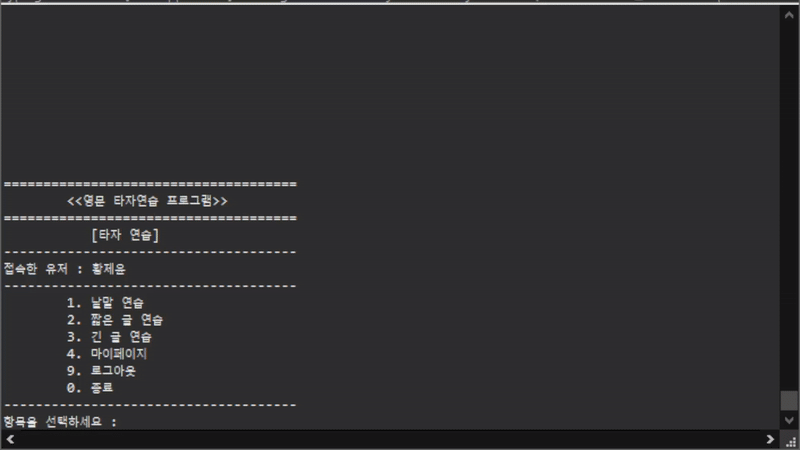 =====================================
<<영문 타자연습 프로그램>>
=====================================
[타자 연습]
-------------------------------------
접속한 유저 : 황제윤
-------------------------------------
1. 낱말 연습
2. 짧은 글 연습
3. 긴 글 연습
4. 마이페이지
9. 로그아웃
0. 종료
-------------------------------------
항목을 선택하세요 :